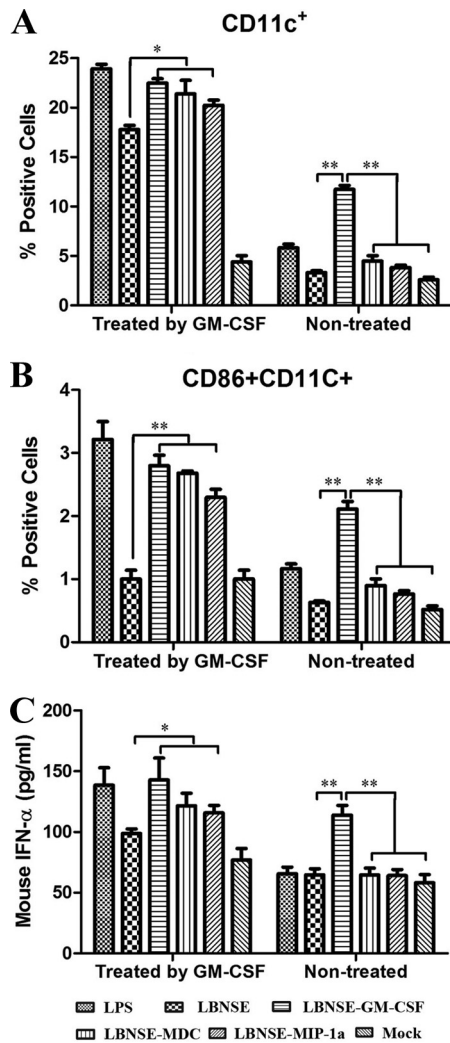 A
CD11c+
% Positive Cells
25
20
15
10
5
0
*
**
**
Treated by GM-CSF
Non-treated
B
CD86+CD11C+
% Positive Cells
4
3
2
1
0
**
**
**
Treated by GM-CSF
Non-treated
C
Mouse IFN-α (pg/ml)
200
150
100
50
0
*
**
**
Treated by GM-CSF
Non-treated
LPS LBNSE LBNSE-GM-CSF
LBNSE-MDC LBNSE-MIP-1a Mock